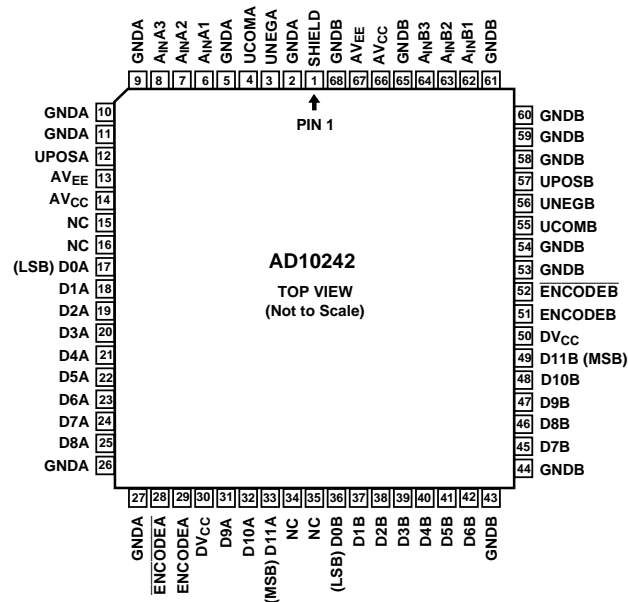 GNDA
AINA3
AINA2
AINA1
GNDA
UCOMA
UNEGA
GNDA
SHIELD
GNDB
AVEE
AVCC
GNDB
AINB3
AINB2
AINB1
GNDB
9 8 7 6 5 4 3 2 1 68 67 66 65 64 63 62 61
PIN 1
GNDA 10
GNDA 11
UPOSA 12
AVEE 13
AVCC 14
NC 15
NC 16
(LSB) D0A 17
D1A 18
D2A 19
D3A 20
D4A 21
D5A 22
D6A 23
D7A 24
D8A 25
GNDA 26
AD10242
TOP VIEW
(Not to Scale)
60 GNDB
59 GNDB
58 GNDB
57 UPOSB
56 UNEGB
55 UCOMB
54 GNDB
53 GNDB
52 ENCODEB
51 ENCODEB
50 DVCC
49 D11B (MSB)
48 D10B
47 D9B
46 D8B
45 D7B
44 GNDB
27 28 29 30 31 32 33 34 35 36 37 38 39 40 41 42 43
GNDA
ENCODEA
ENCODEA
DVCC
D9A
D10A
(MSB) D11A
NC
NC
(LSB) D0B
D1B
D2B
D3B
D4B
D5B
D6B
GNDB